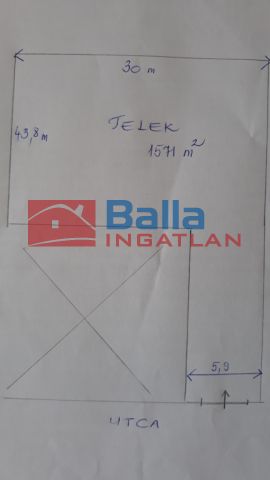 30 m
43,8 m
TELEK
1571 m²
Balla
INGATLAN
5,9
UTCA